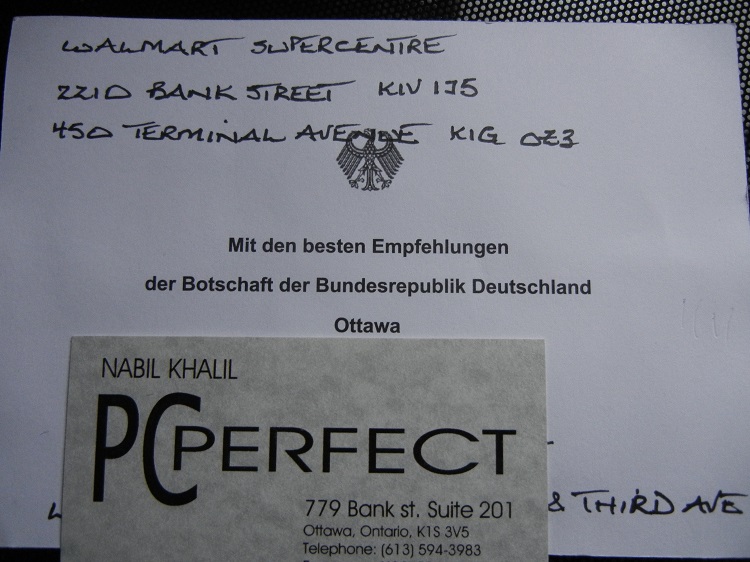 WALMART SUPERCENTRE
2210 BANK STREET K1V 1J5
450 TERMINAL AVENUE K1G 0Z3
Mit den besten Empfehlungen
der Botschaft der Bundesrepublik Deutschland
Ottawa
NABIL KHALIL
PC PERFECT
779 Bank st. Suite 201
Ottawa, Ontario, K1S 3V5
Telephone: (613) 594-3983
& THIRD AVE